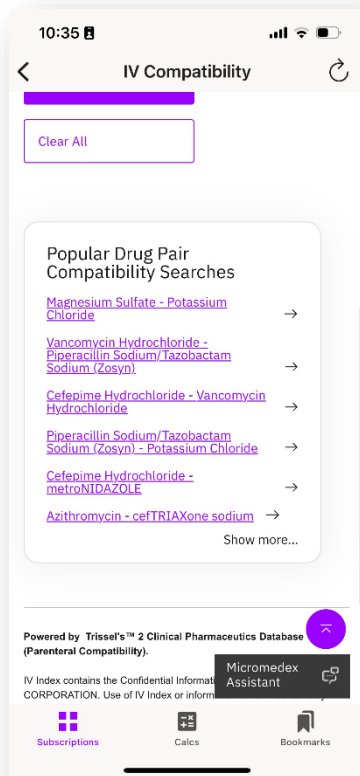 10:35
IV Compatibility
Clear All
Popular Drug Pair
Compatibility Searches
Magnesium Sulfate - Potassium
Chloride
Vancomycin Hydrochloride -
Piperacillin Sodium/Tazobactam
Sodium (Zosyn)
Cefepime Hydrochloride - Vancomycin
Hydrochloride
Piperacillin Sodium/Tazobactam
Sodium (Zosyn) - Potassium Chloride
Cefepime Hydrochloride -
metroNIDAZOLE
Azithromycin - cefTRIAXone sodium
Show more...
Powered by Trissel's™ 2 Clinical Pharmaceutics Database
(Parenteral Compatibility).
Micromedex
Assistant
IV Index contains the Confidential
CORPORATION. Use of IV Index or
Subscriptions
Calcs
Bookmarks